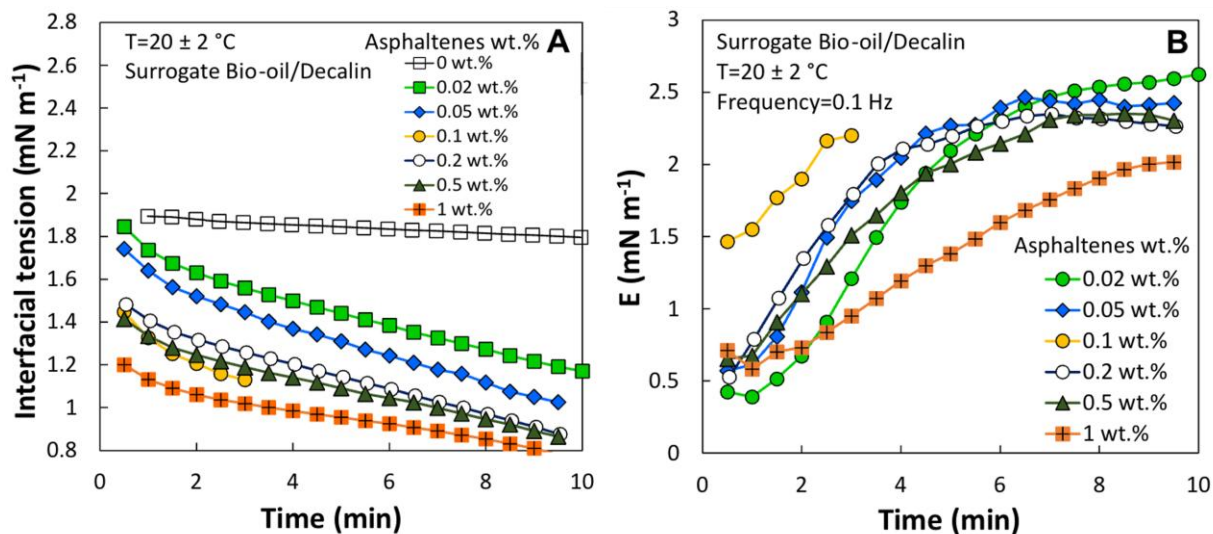 A
T=20 ± 2 °C
Surrogate Bio-oil/Decalin
Asphaltenes wt.%
0 wt.%
0.02 wt.%
0.05 wt.%
0.1 wt.%
0.2 wt.%
0.5 wt.%
1 wt.%
Interfacial tension (mN m⁻¹)
2.8
2.6
2.4
2.2
2
1.8
1.6
1.4
1.2
1
0.8
0
2
4
6
8
10
Time (min)
B
Surrogate Bio-oil/Decalin
T=20 ± 2 °C
Frequency=0.1 Hz
E (mN m⁻¹)
3
2.5
2
1.5
1
0.5
0
Asphaltenes wt.%
0.02 wt.%
0.05 wt.%
0.1 wt.%
0.2 wt.%
0.5 wt.%
1 wt.%
0
2
4
6
8
10
Time (min)